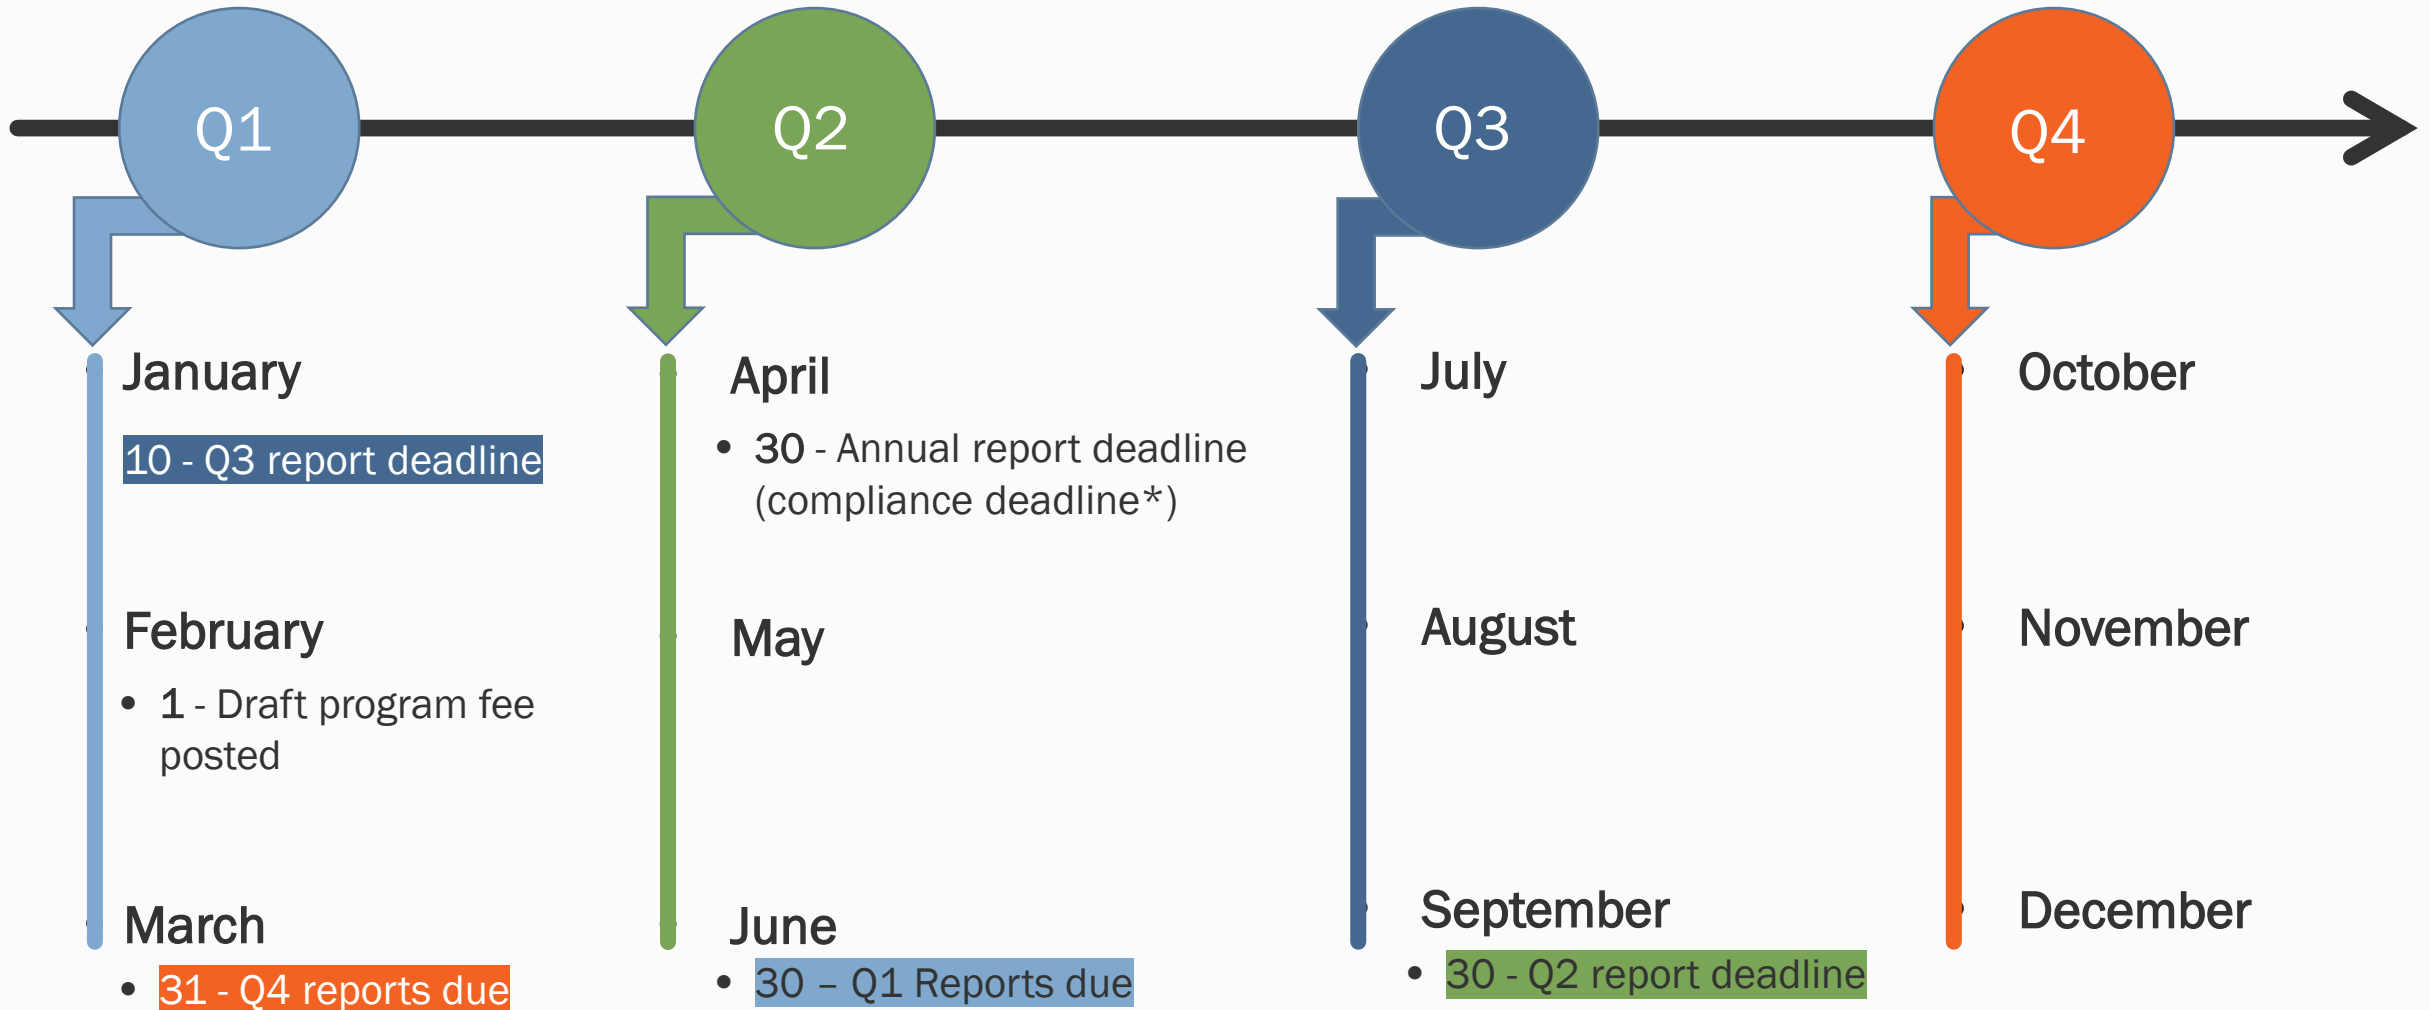 Q1
Q2
Q3
Q4
January
10 - Q3 report deadline
February
• 1 - Draft program fee
posted
March
• 31 - Q4 reports due
April
• 30 - Annual report deadline
(compliance deadline*)
May
June
• 30 – Q1 Reports due
July
August
September
• 30 - Q2 report deadline
October
November
December